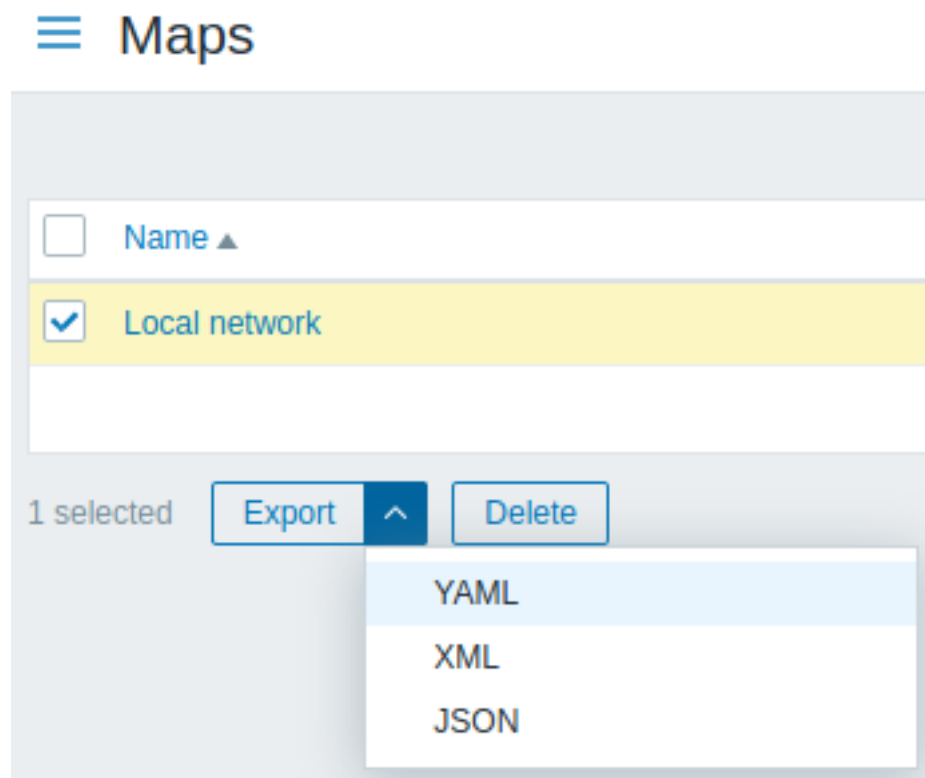 Maps
Name
Local network
1 selected Export Delete
YAML
XML
JSON